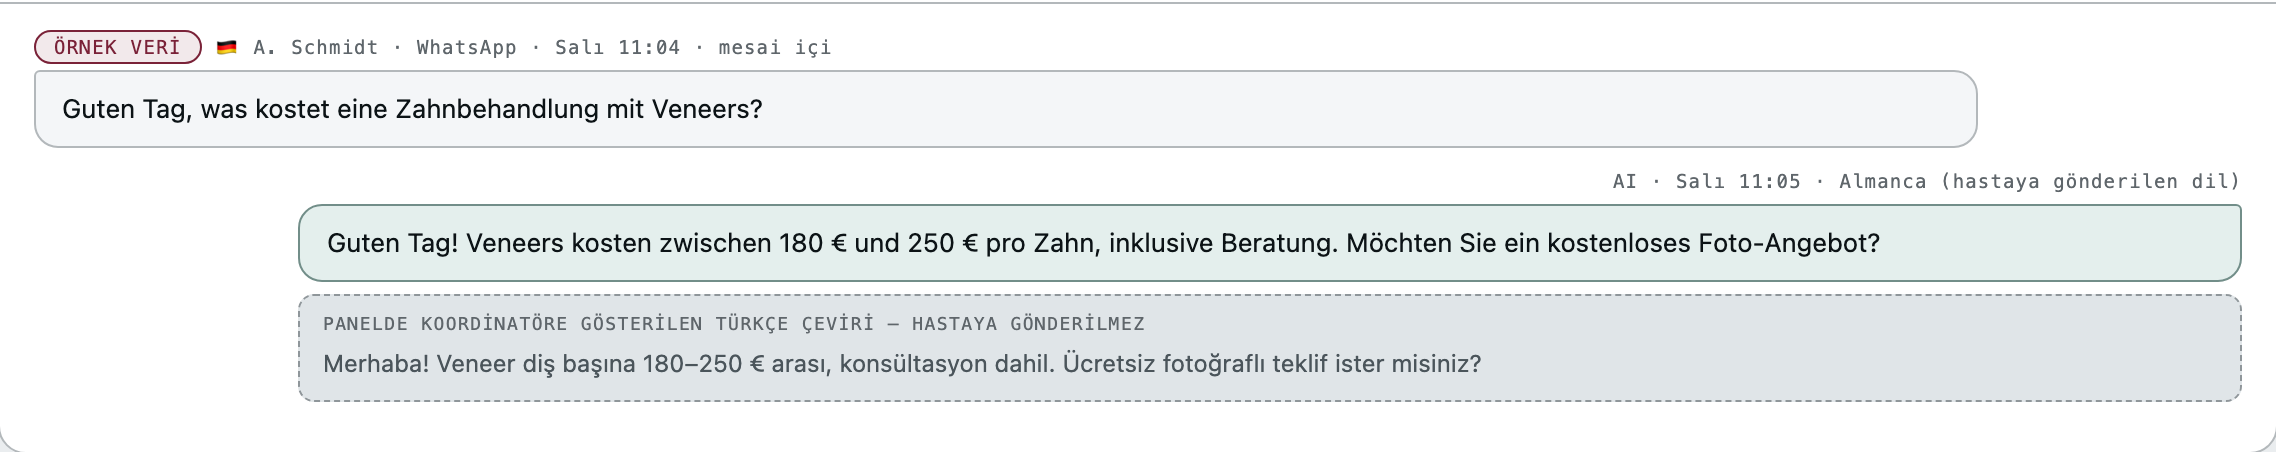 ÖRNEK VERİ 🇩🇪 A. Schmidt · WhatsApp · Salı 11:04 · mesai içi
Guten Tag, was kostet eine Zahnbehandlung mit Veneers?
AI · Salı 11:05 · Almanca (hastaya gönderilen dil)
Guten Tag! Veneers kosten zwischen 180 € und 250 € pro Zahn, inklusive Beratung. Möchten Sie ein kostenloses Foto-Angebot?
PANELDE KOORDİNATÖRE GÖSTERİLEN TÜRKÇE ÇEVİRİ — HASTAYA GÖNDERİLMEZ
Merhaba! Veneer diş başına 180–250 € arası, konsültasyon dahil. Ücretsiz fotoğraflı teklif ister misiniz?